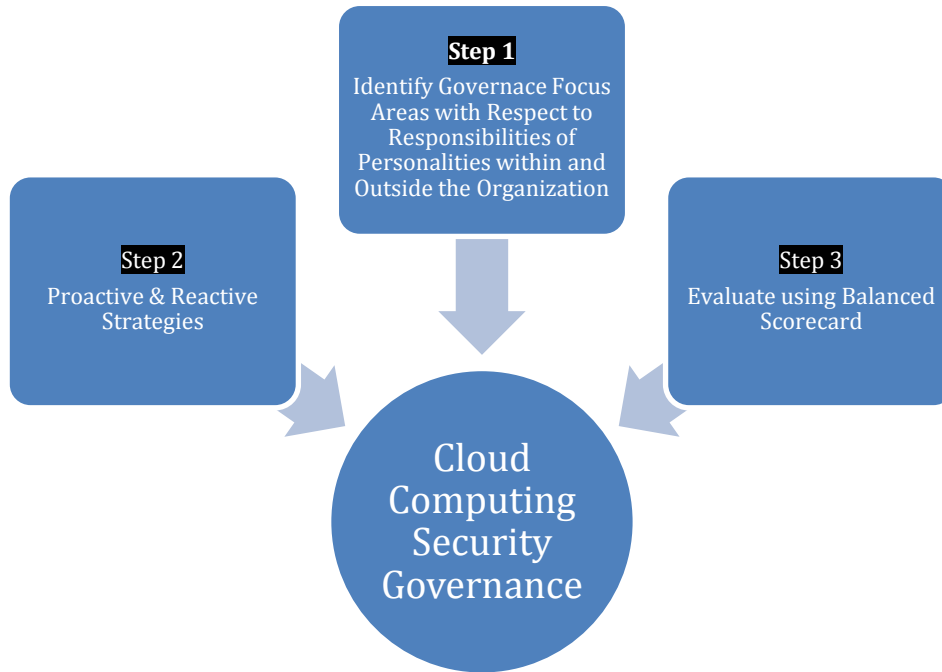 Step 1
Identify Governace Focus
Areas with Respect to
Responsibilities of
Personalities within and
Outside the Organization
Step 2
Proactive & Reactive
Strategies
Step 3
Evaluate using Balanced
Scorecard
Cloud
Computing
Security
Governance